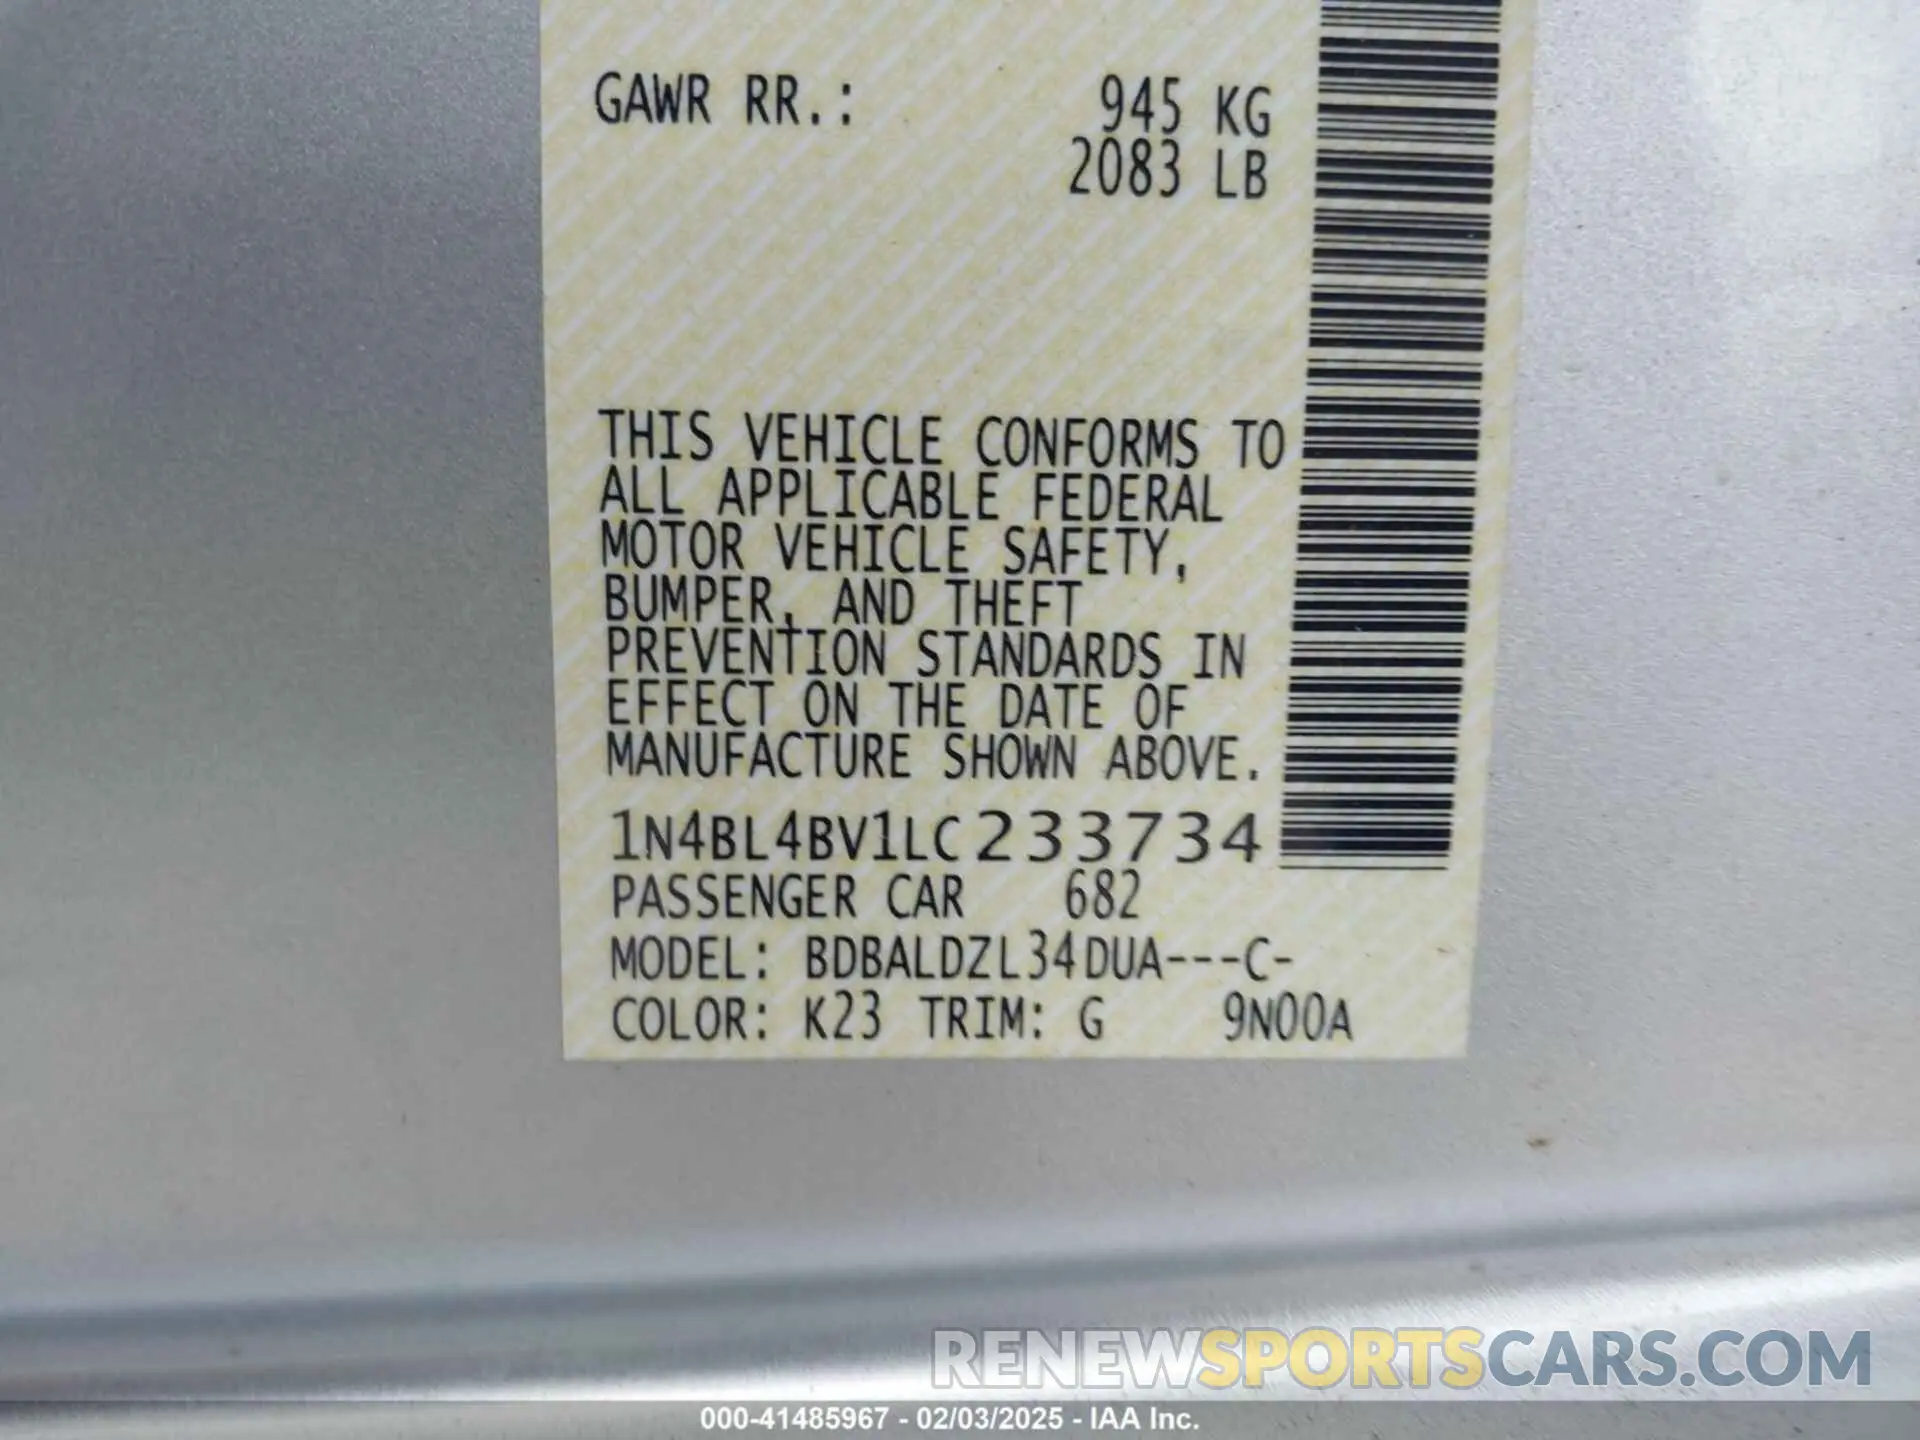 GAWR RR.: 945 KG
2083 LB
THIS VEHICLE CONFORMS TO
ALL APPLICABLE FEDERAL
MOTOR VEHICLE SAFETY,
BUMPER, AND THEFT
PREVENTION STANDARDS IN
EFFECT ON THE DATE OF
MANUFACTURE SHOWN ABOVE.
1N4BL4BV1LC233734
PASSENGER CAR 682
MODEL: BDBALDZL34DUA---C-
COLOR: K23 TRIM: G 9N00A
RENEWSPORTSCARS.COM
000-41485967 - 02/03/2025 - IAA Inc.